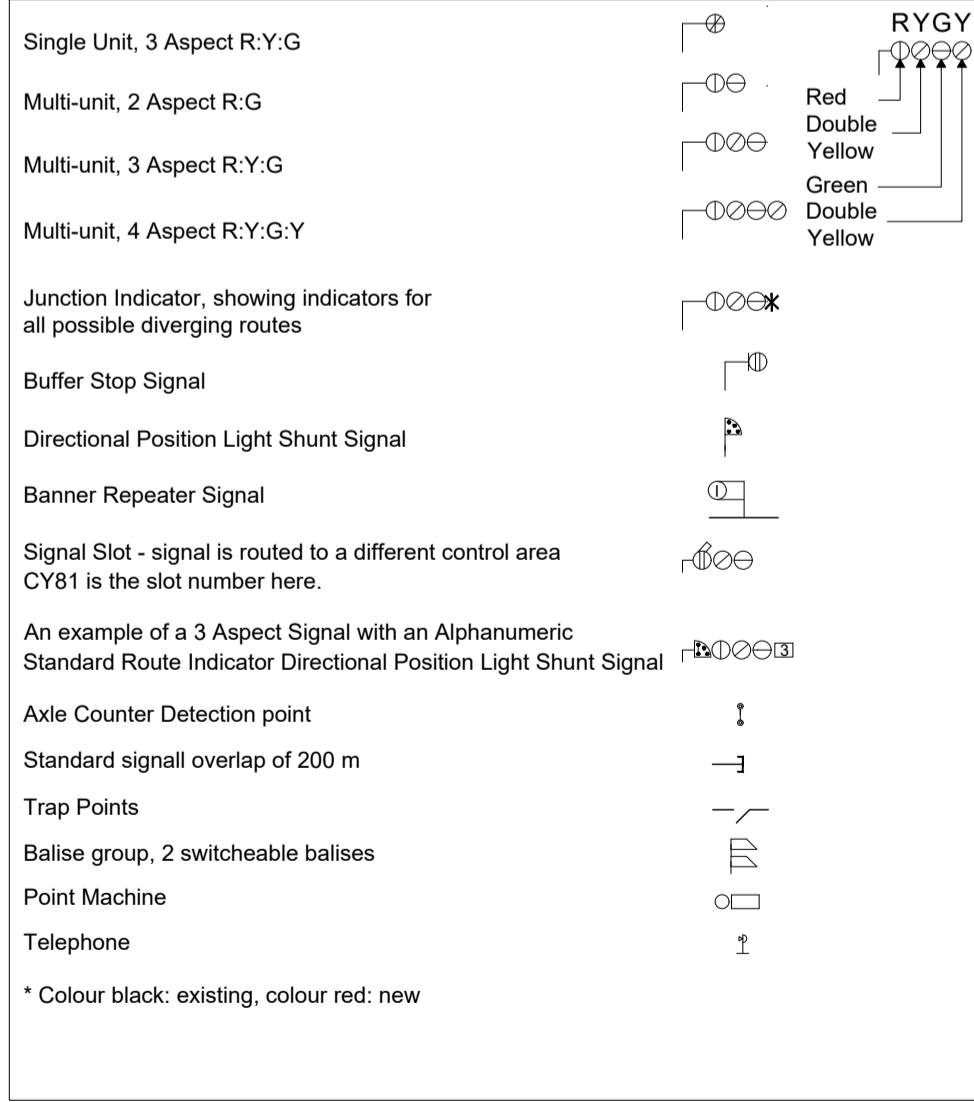 Single Unit, 3 Aspect R:Y:G
Multi-unit, 2 Aspect R:G
Multi-unit, 3 Aspect R:Y:G
Multi-unit, 4 Aspect R:Y:G:Y
RYGY
Red
Double
Yellow
Green
Double
Yellow
Junction Indicator, showing indicators for
all possible diverging routes
Buffer Stop Signal
Directional Position Light Shunt Signal
Banner Repeater Signal
Signal Slot - signal is routed to a different control area
CY81 is the slot number here.
An example of a 3 Aspect Signal with an Alphanumeric
Standard Route Indicator Directional Position Light Shunt Signal
3
Axle Counter Detection point
Standard signall overlap of 200 m
Trap Points
Balise group, 2 switcheable balises
Point Machine
Telephone
* Colour black: existing, colour red: new